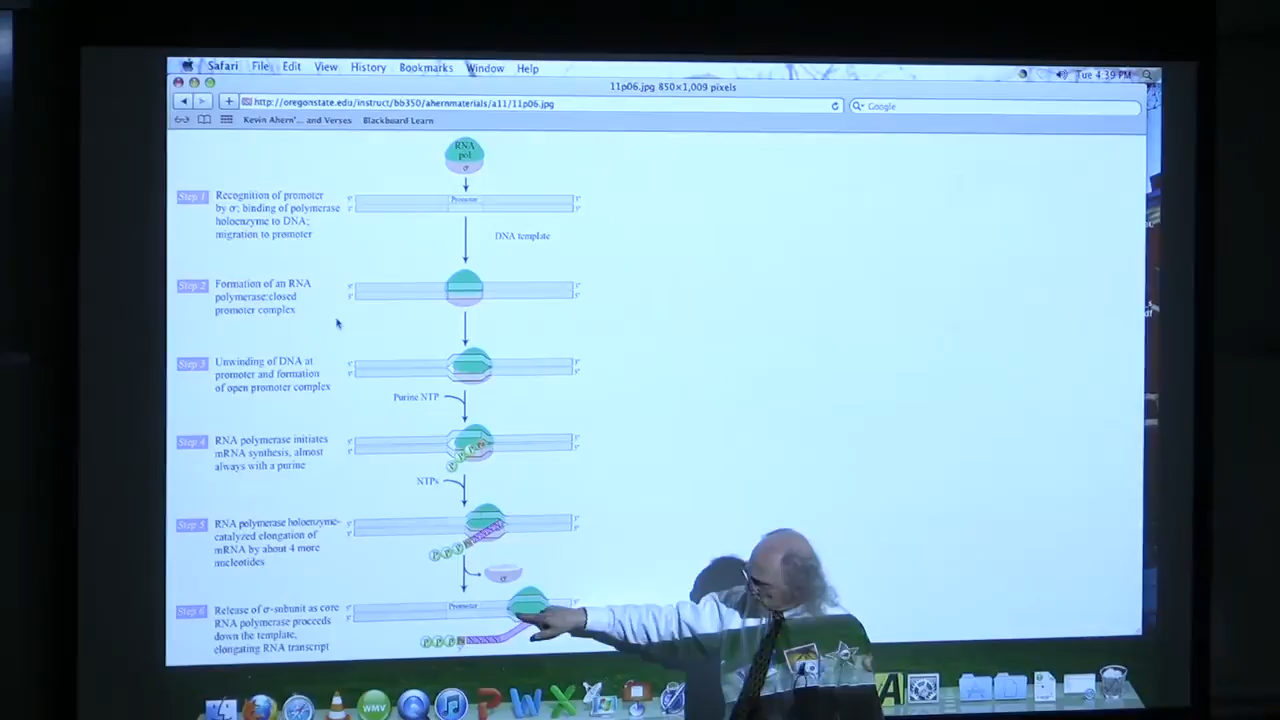 Safari File Edit View History Bookmarks Window Help
Tue 4:39 PM
11p06.jpg 850×1,009 pixels
http://oregonstate.edu/instruct/bb350/ahernmaterials/a11/11p06.jpg
Google
Kevin Ahern'... and Verses Blackboard Learn
RNA
pol
σ
Step 1
Recognition of promoter
by σ; binding of polymerase
holoenzyme to DNA;
migration to promoter
Promoter
DNA template
Step 2
Formation of an RNA
polymerase:closed
promoter complex
Step 3
Unwinding of DNA at
promoter and formation
of open promoter complex
Purine NTP
Step 4
RNA polymerase initiates
mRNA synthesis, almost
always with a purine
NTPs
Step 5
RNA polymerase holoenzyme-
catalyzed elongation of
mRNA by about 4 more
nucleotides
σ
Step 6
Release of σ-subunit as core
RNA polymerase proceeds
down the template,
elongating RNA transcript
Promoter
P P P N
WMV